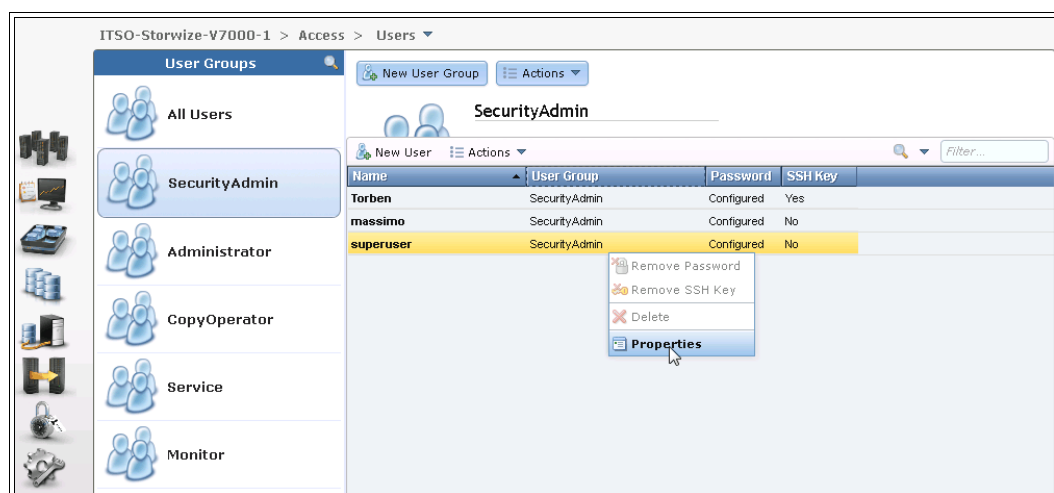 ITSO-Storwize-V7000-1 > Access > Users
User Groups
All Users
SecurityAdmin
Administrator
CopyOperator
Service
Monitor
New User Group Actions
SecurityAdmin
New User Actions Filter...
Name User Group Password SSH Key
Torben SecurityAdmin Configured Yes
massimo SecurityAdmin Configured No
superuser SecurityAdmin Configured No
Remove Password
Remove SSH Key
Delete
Properties